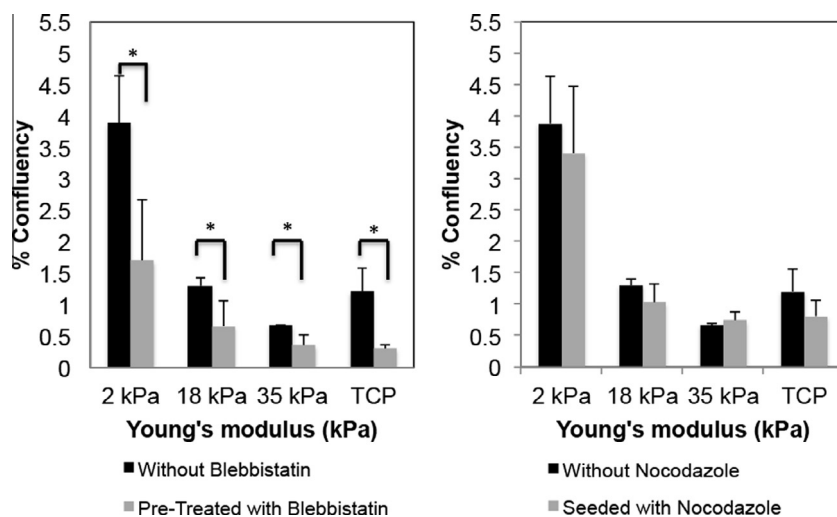 5.5
5
4.5
4
3.5
3
2.5
2
1.5
1
0.5
0
% Confluency
*
*
*
*
2 kPa 18 kPa 35 kPa TCP
Young's modulus (kPa)
Without Blebbistatin
Pre-Treated with Blebbistatin
5.5
5
4.5
4
3.5
3
2.5
2
1.5
1
0.5
0
% Confluency
2 kPa 18 kPa 35 kPa TCP
Young's modulus (kPa)
Without Nocodazole
Seeded with Nocodazole